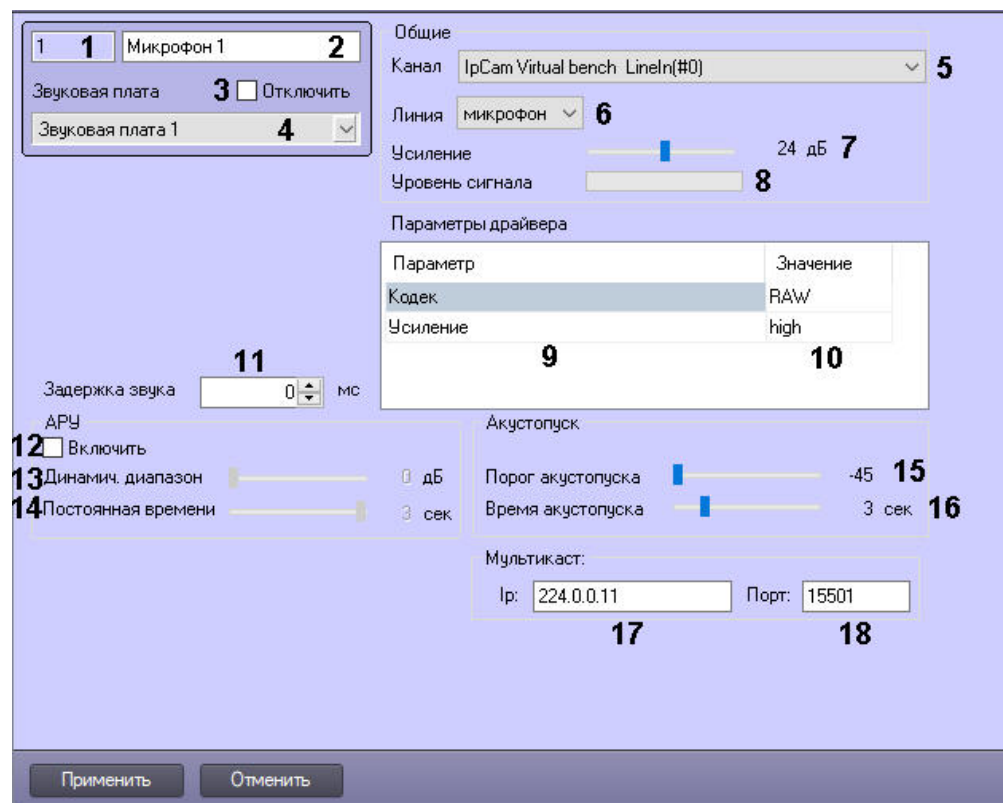 1 1 Микрофон 1 2
Звуковая плата 3 Отключить
Звуковая плата 1 4
Общие
Канал IpCam Virtual bench LineIn(#0) 5
Линия микрофон 6
Усиление 24 дБ 7
Уровень сигнала 8
Параметры драйвера
Параметр Значение
Кодек RAW
Усиление high
9 10
11
Задержка звука 0 мс
АРУ
12 Включить
13 Динамич. диапазон 0 дБ
14 Постоянная времени 3 сек
Акустопуск
Порог акустопуска -45 15
Время акустопуска 3 сек 16
Мультикаст:
Ip: 224.0.0.11 Порт: 15501
17 18
Применить Отменить